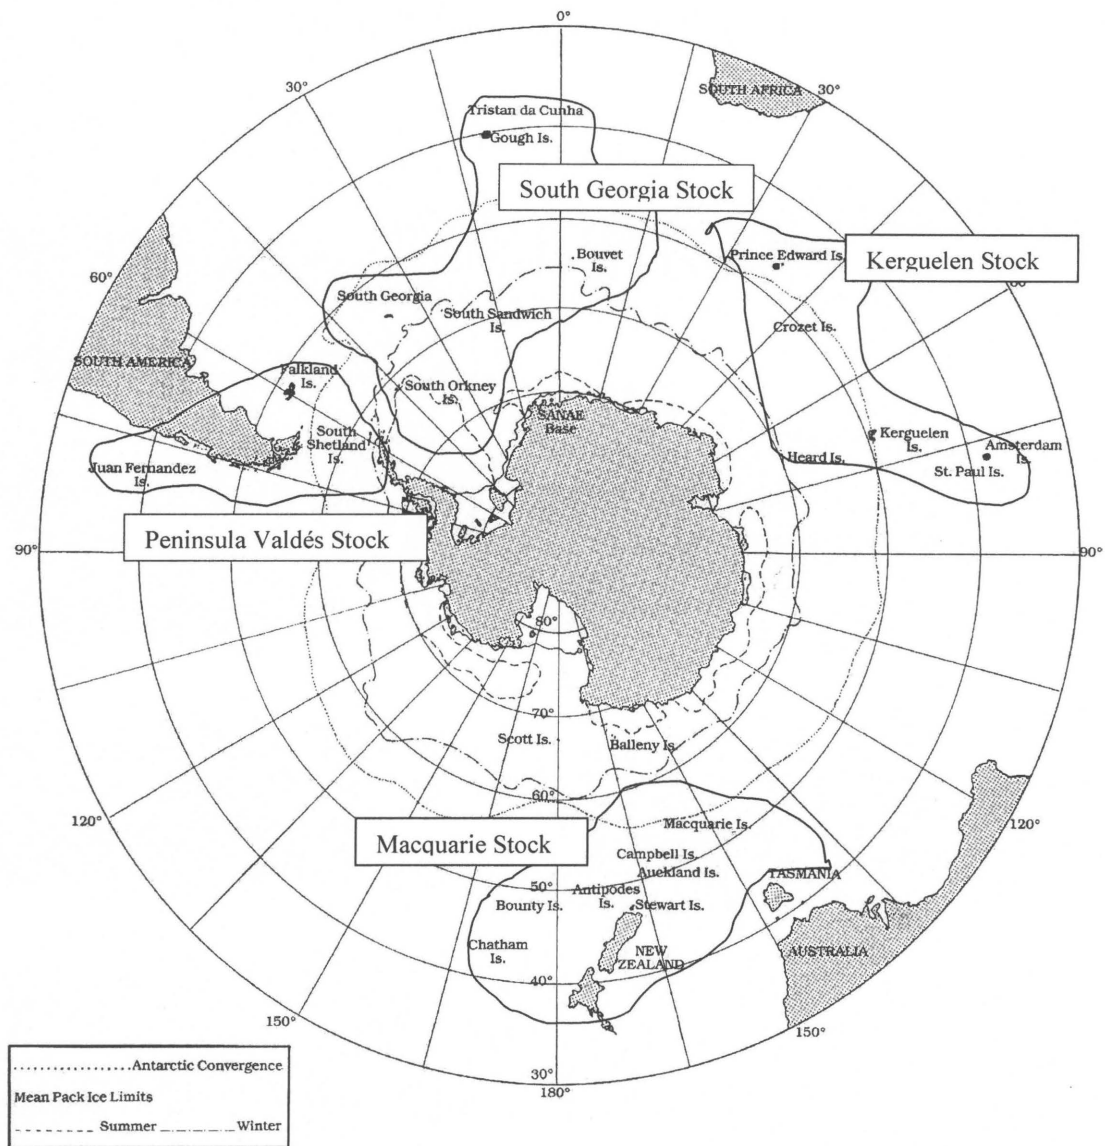 0°
30°
SOUTH AFRICA
30°
Tristan da Cunha
Gough Is.
South Georgia Stock
60°
Bouvet
Is.
Prince Edward Is.
Kerguelen Stock
South Georgia
South Sandwich
Is.
Crozet Is.
SOUTH AMERICA
Falkland
Is.
South Orkney
Is.
SANAE
Base
South
Shetland
Is.
Juan Fernandez
Is.
Heard Is.
Kerguelen
Is.
Amsterdam
Is.
St. Paul Is.
Peninsula Valdés Stock
90°
90°
80°
70°
Scott Is.
Balleny Is.
60°
120°
120°
Macquarie Stock
Macquarie Is.
Campbell Is.
Auckland Is.
TASMANIA
50°
Antipodes
Is.
Bounty Is.
Stewart Is.
Chatham
Is.
NEW
ZEALAND
AUSTRALIA
40°
150°
150°
30°
180°
Antarctic Convergence
Mean Pack Ice Limits
Summer Winter